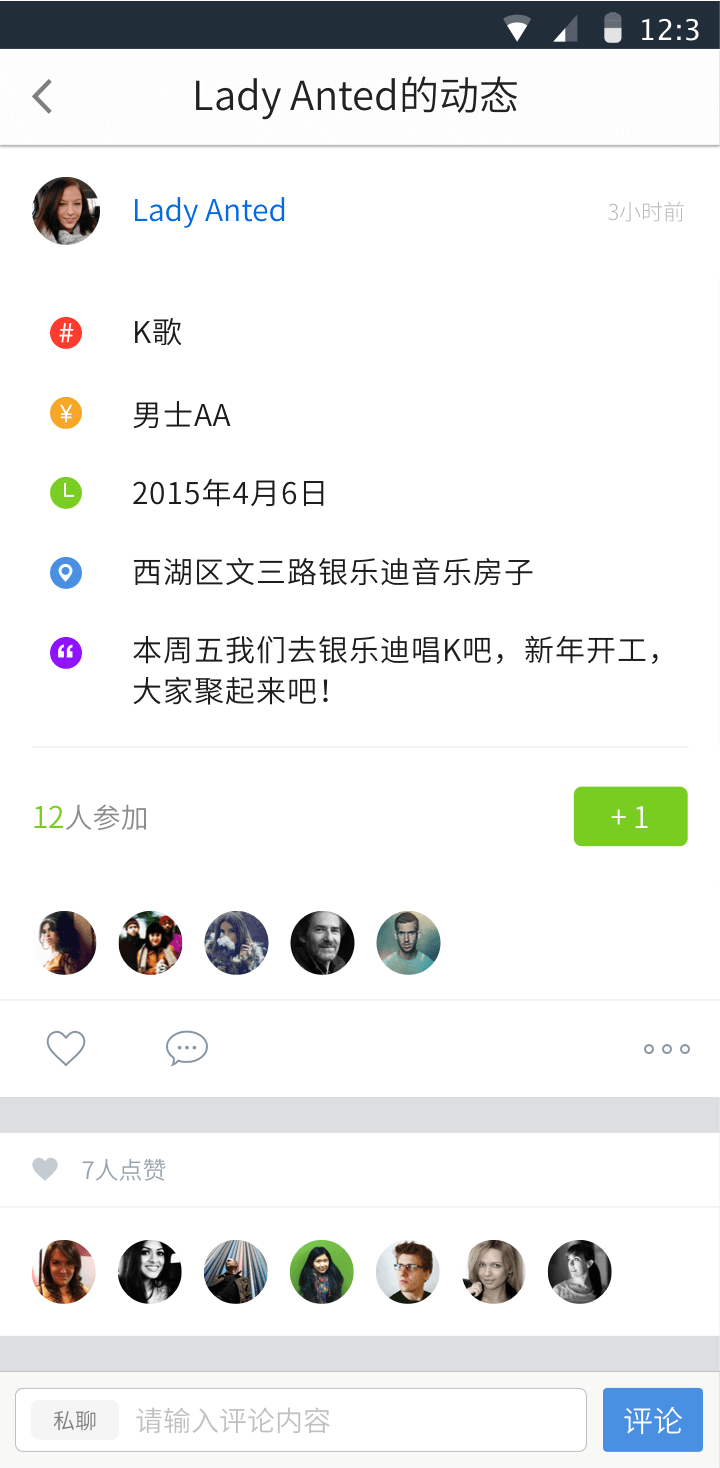 12:3
Lady Anted的动态
Lady Anted
3小时前
#
K歌
¥
男士AA
2015年4月6日
西湖区文三路银乐迪音乐房子
“
本周五我们去银乐迪唱K吧，新年开工，
大家聚起来吧！
12人参加
+ 1
7人点赞
私聊
请输入评论内容
评论